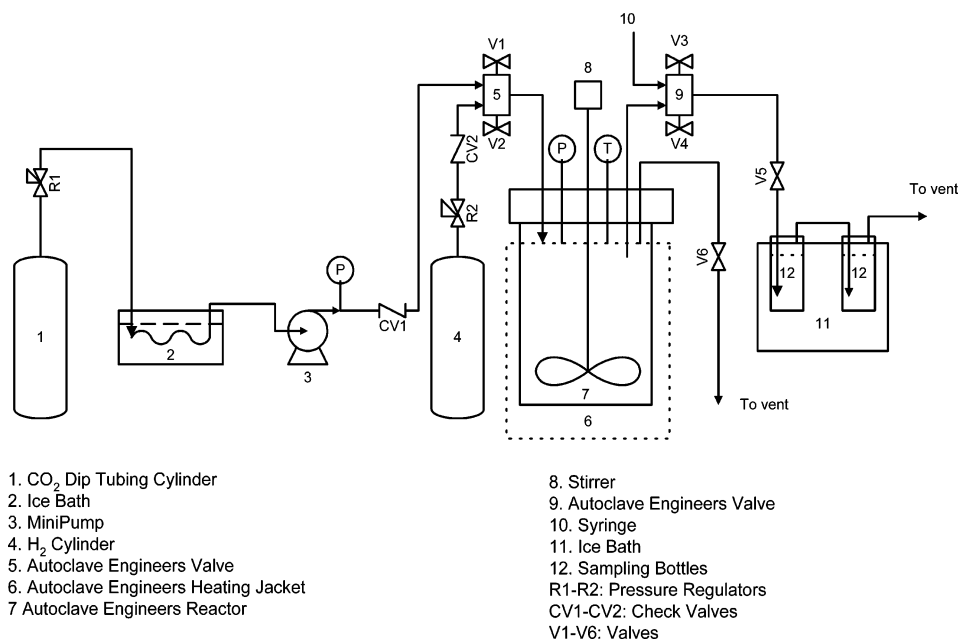 10
V1
V3
8
5
9
V2
V4
CV2
P
T
R1
R2
V5
To vent
V6
12
12
P
1
CV1
4
11
2
3
7
To vent
6
1. CO₂ Dip Tubing Cylinder
2. Ice Bath
3. MiniPump
4. H₂ Cylinder
5. Autoclave Engineers Valve
6. Autoclave Engineers Heating Jacket
7 Autoclave Engineers Reactor
8. Stirrer
9. Autoclave Engineers Valve
10. Syringe
11. Ice Bath
12. Sampling Bottles
R1-R2: Pressure Regulators
CV1-CV2: Check Valves
V1-V6: Valves